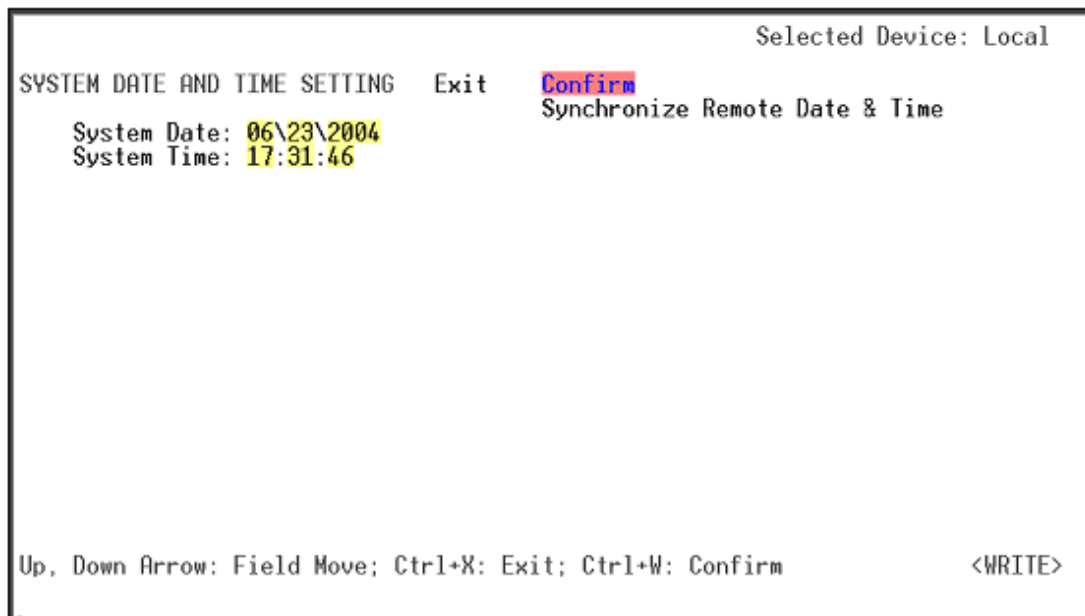 Selected Device: Local
SYSTEM DATE AND TIME SETTING Exit Confirm
Synchronize Remote Date & Time
System Date: 06\23\2004
System Time: 17:31:46
Up, Down Arrow: Field Move; Ctrl+X: Exit; Ctrl+W: Confirm <WRITE>